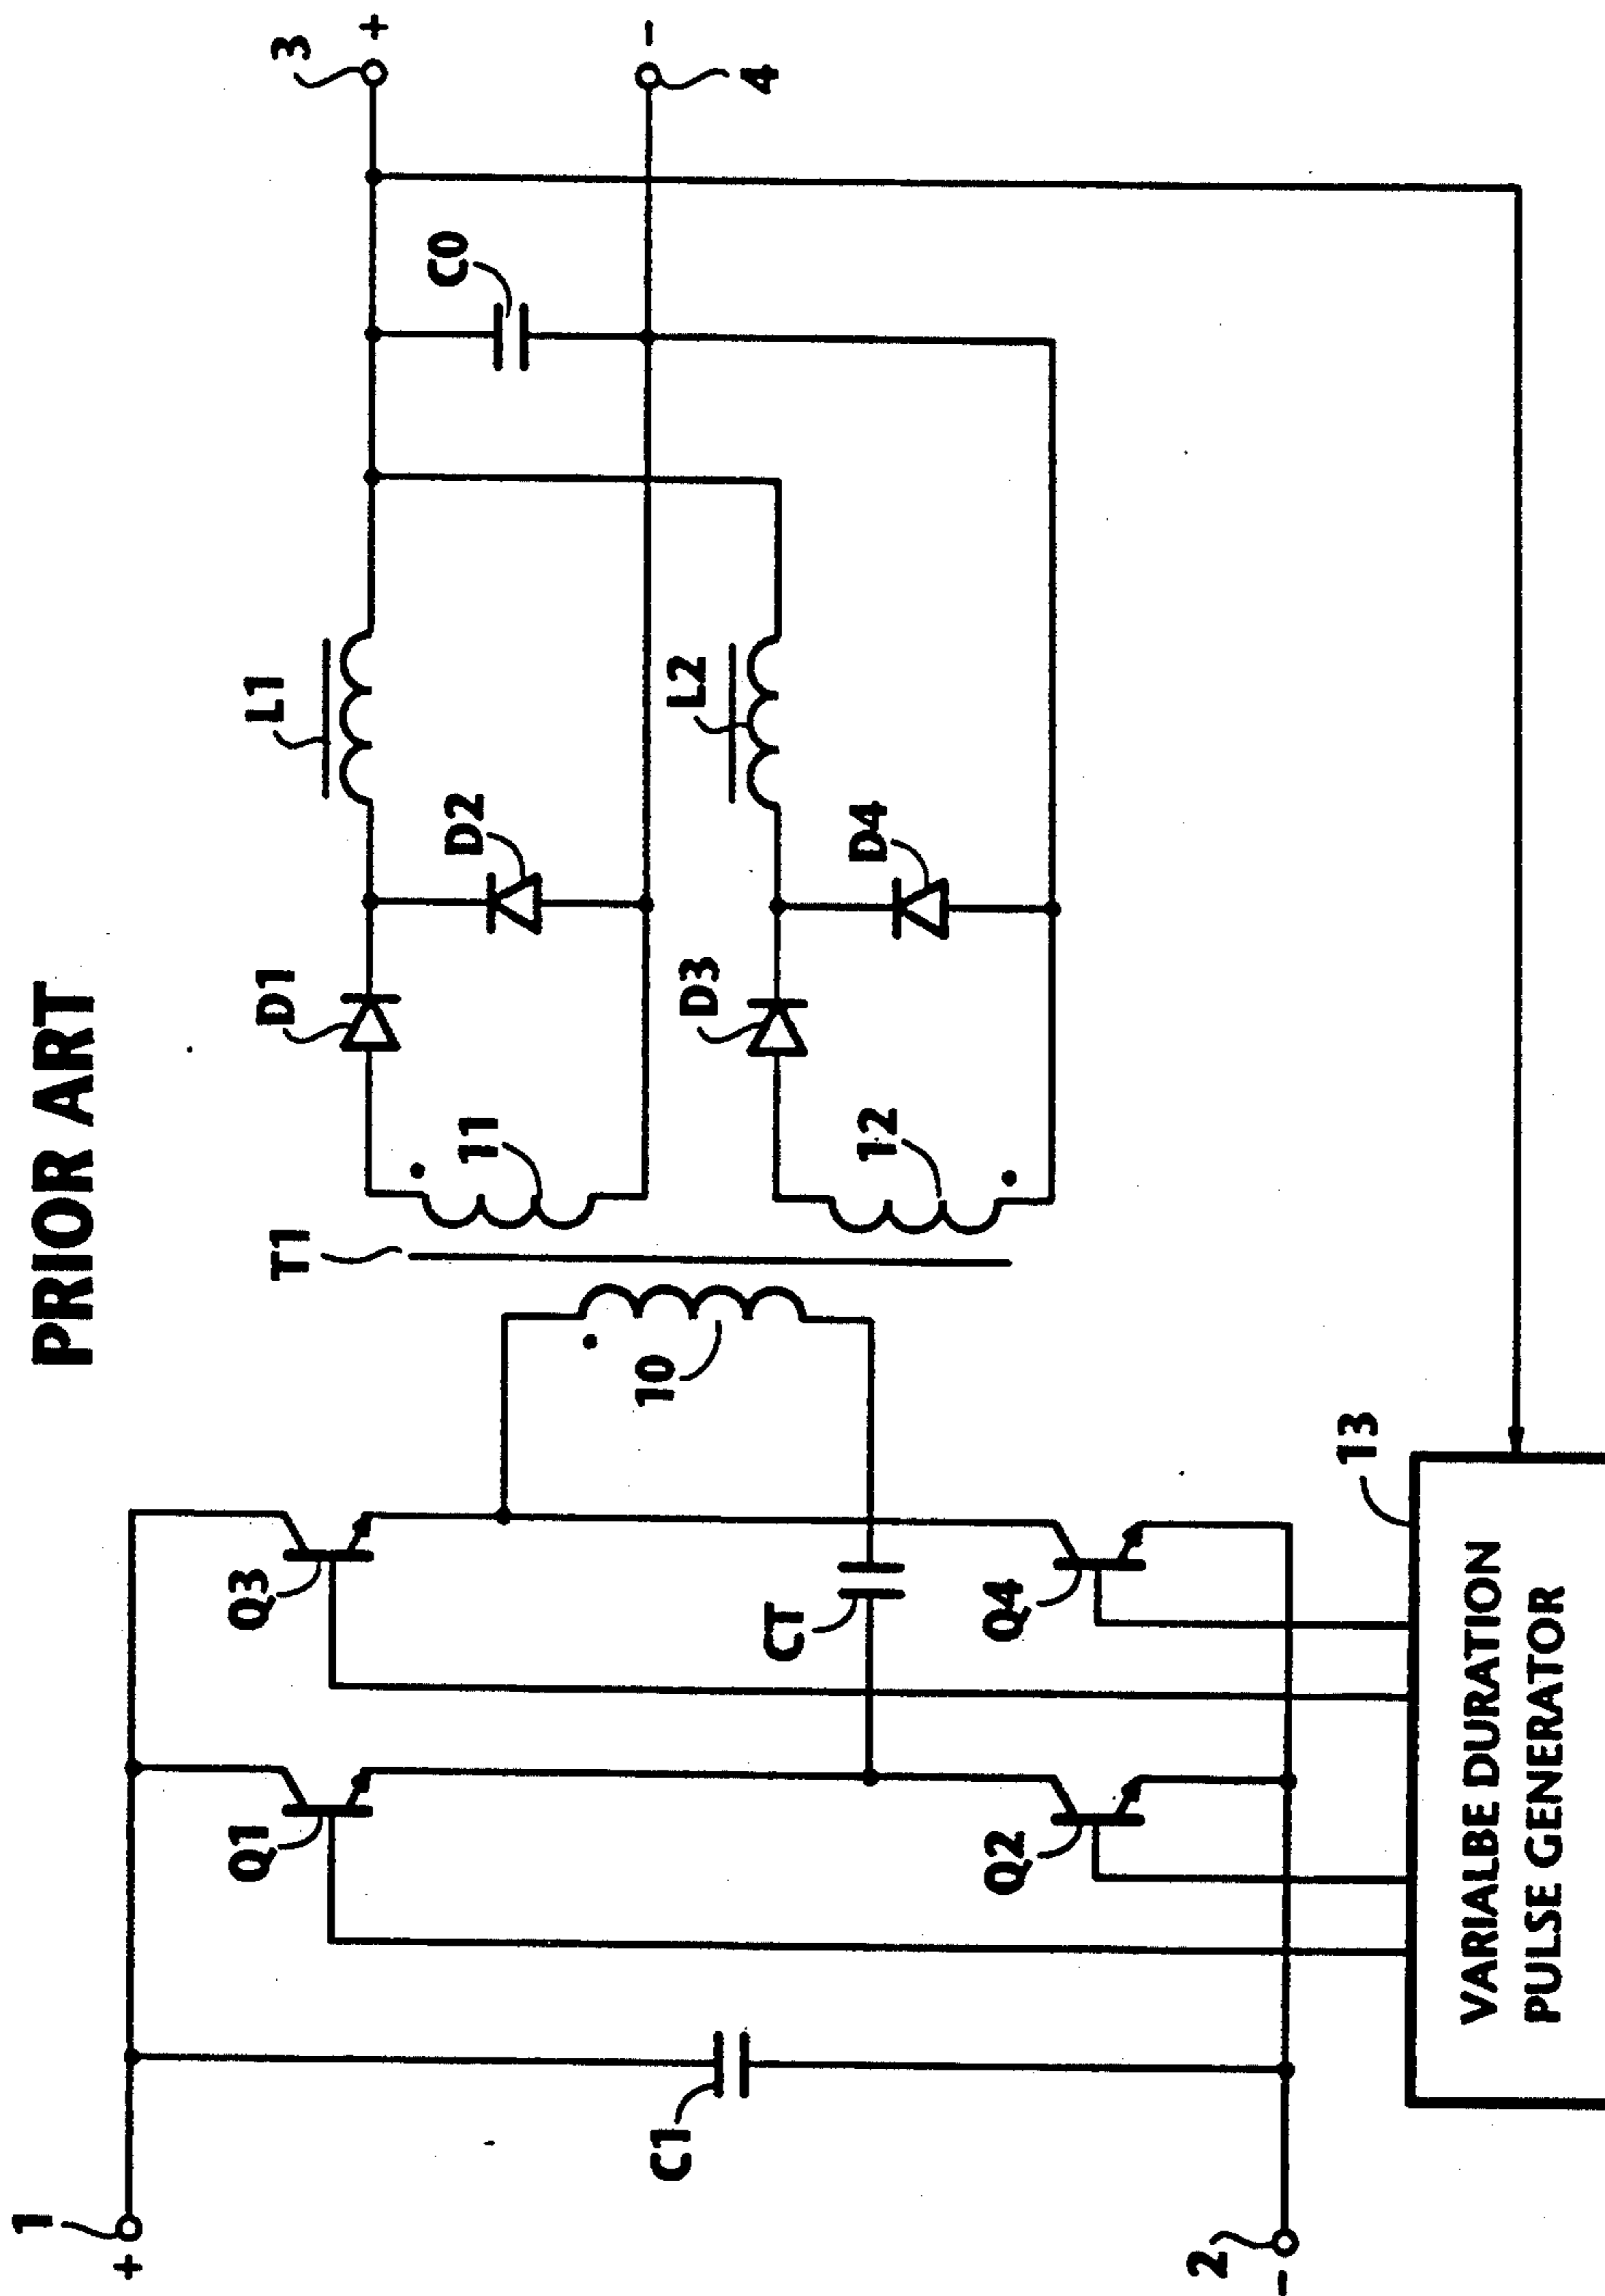 PRIOR ART
1
+
C1
2
-
Q1
Q2
Q3
Q4
CT
10
T1
11
12
D1
D2
D3
D4
L1
L2
C0
3
+
4
-
13
VARIALBE DURATION
PULSE GENERATOR